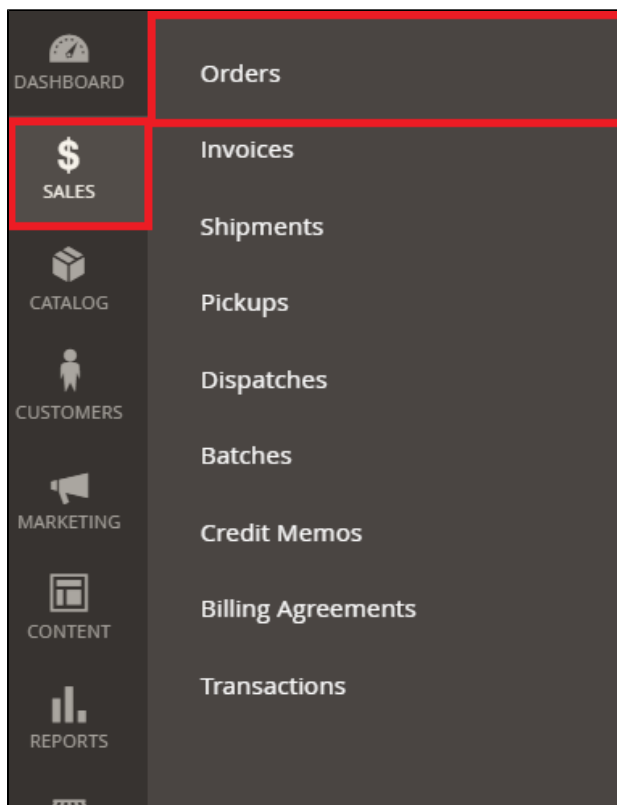 DASHBOARD
SALES
CATALOG
CUSTOMERS
MARKETING
CONTENT
REPORTS
Orders
Invoices
Shipments
Pickups
Dispatches
Batches
Credit Memos
Billing Agreements
Transactions